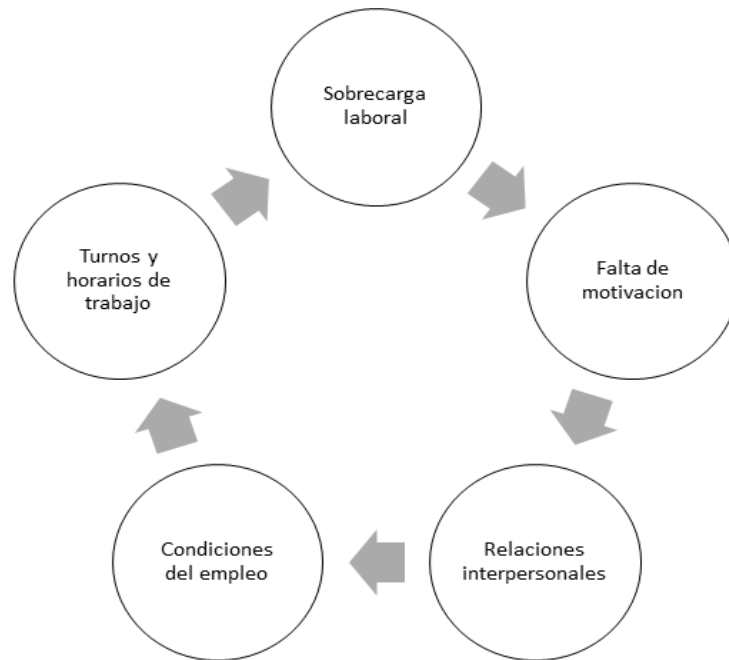 Sobrecarga
laboral
Falta de
motivacion
Relaciones
interpersonales
Condiciones
del empleo
Turnos y
horarios de
trabajo